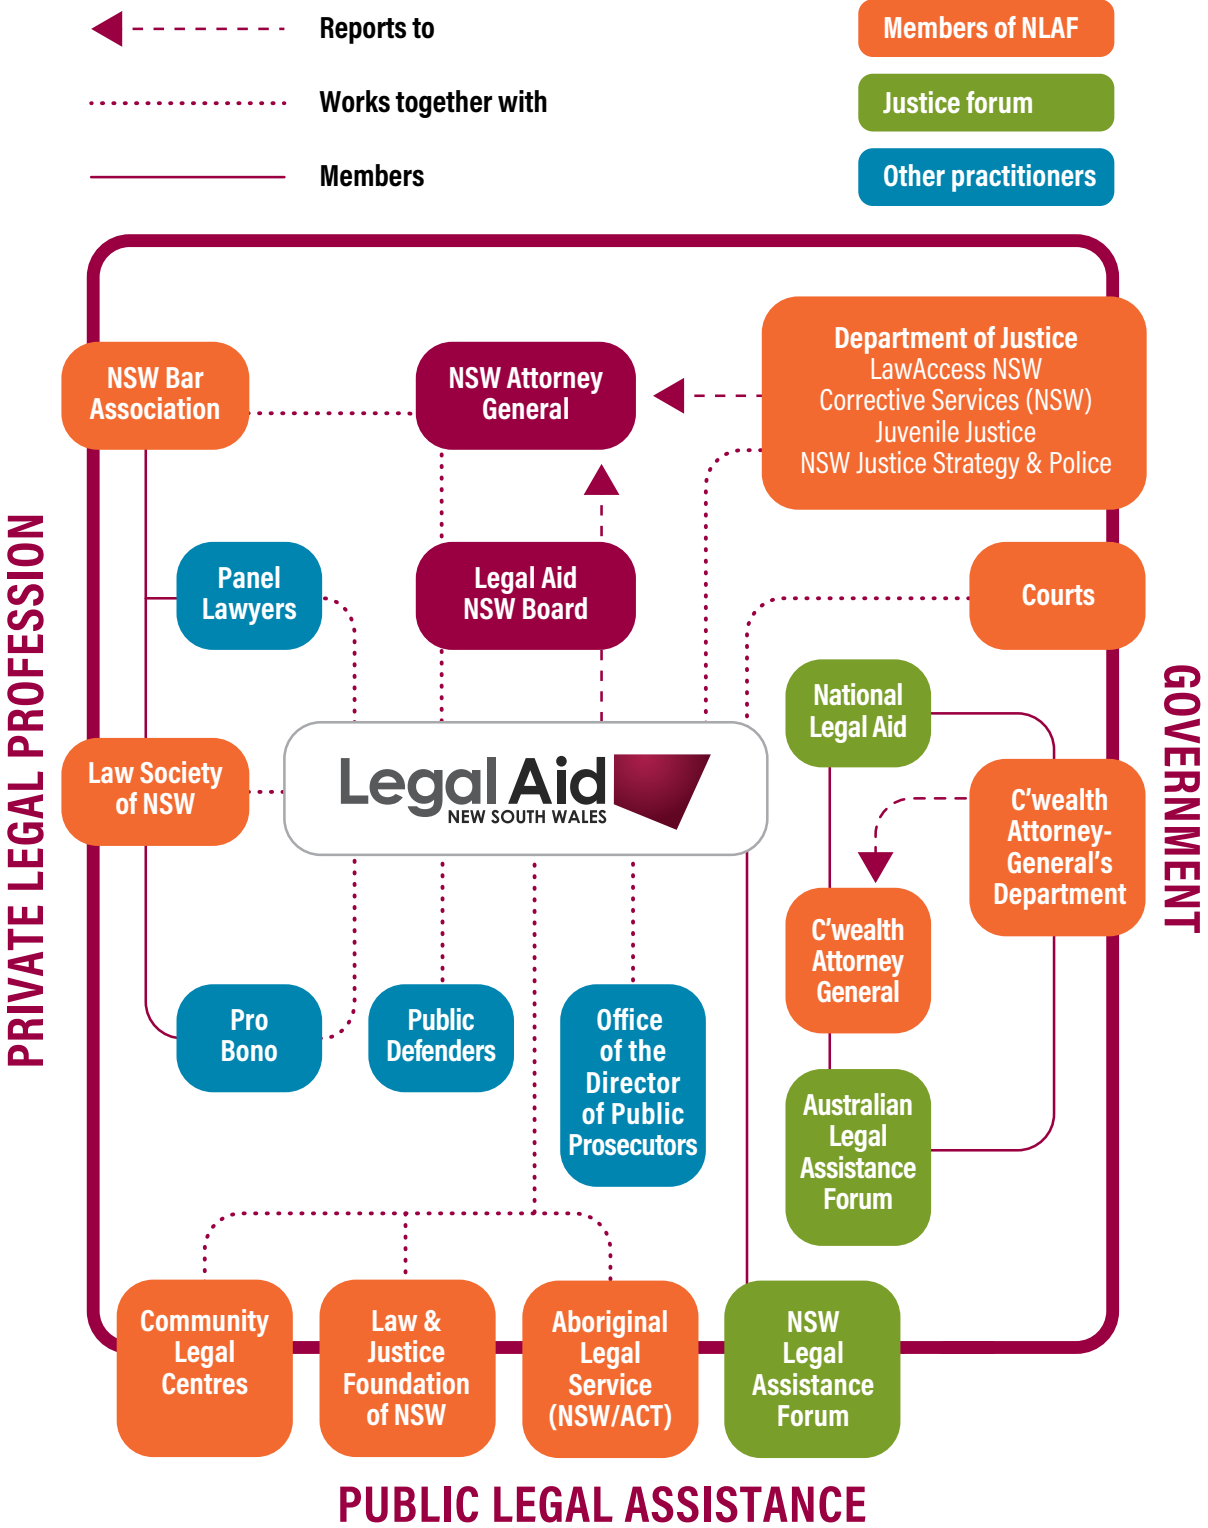 Reports to
Works together with
Members
Members of NLAF
Justice forum
Other practitioners
PRIVATE LEGAL PROFESSION
GOVERNMENT
NSW Bar
Association
NSW Attorney
General
Department of Justice
LawAccess NSW
Corrective Services (NSW)
Juvenile Justice
NSW Justice Strategy & Police
Panel
Lawyers
Legal Aid
NSW Board
Courts
National
Legal Aid
Law Society
of NSW
Legal Aid
NEW SOUTH WALES
C'wealth
Attorney-
General's
Department
C'wealth
Attorney
General
Pro
Bono
Public
Defenders
Office
of the
Director
of Public
Prosecutors
Australian
Legal
Assistance
Forum
Community
Legal
Centres
Law &
Justice
Foundation
of NSW
Aboriginal
Legal
Service
(NSW/ACT)
NSW
Legal
Assistance
Forum
PUBLIC LEGAL ASSISTANCE